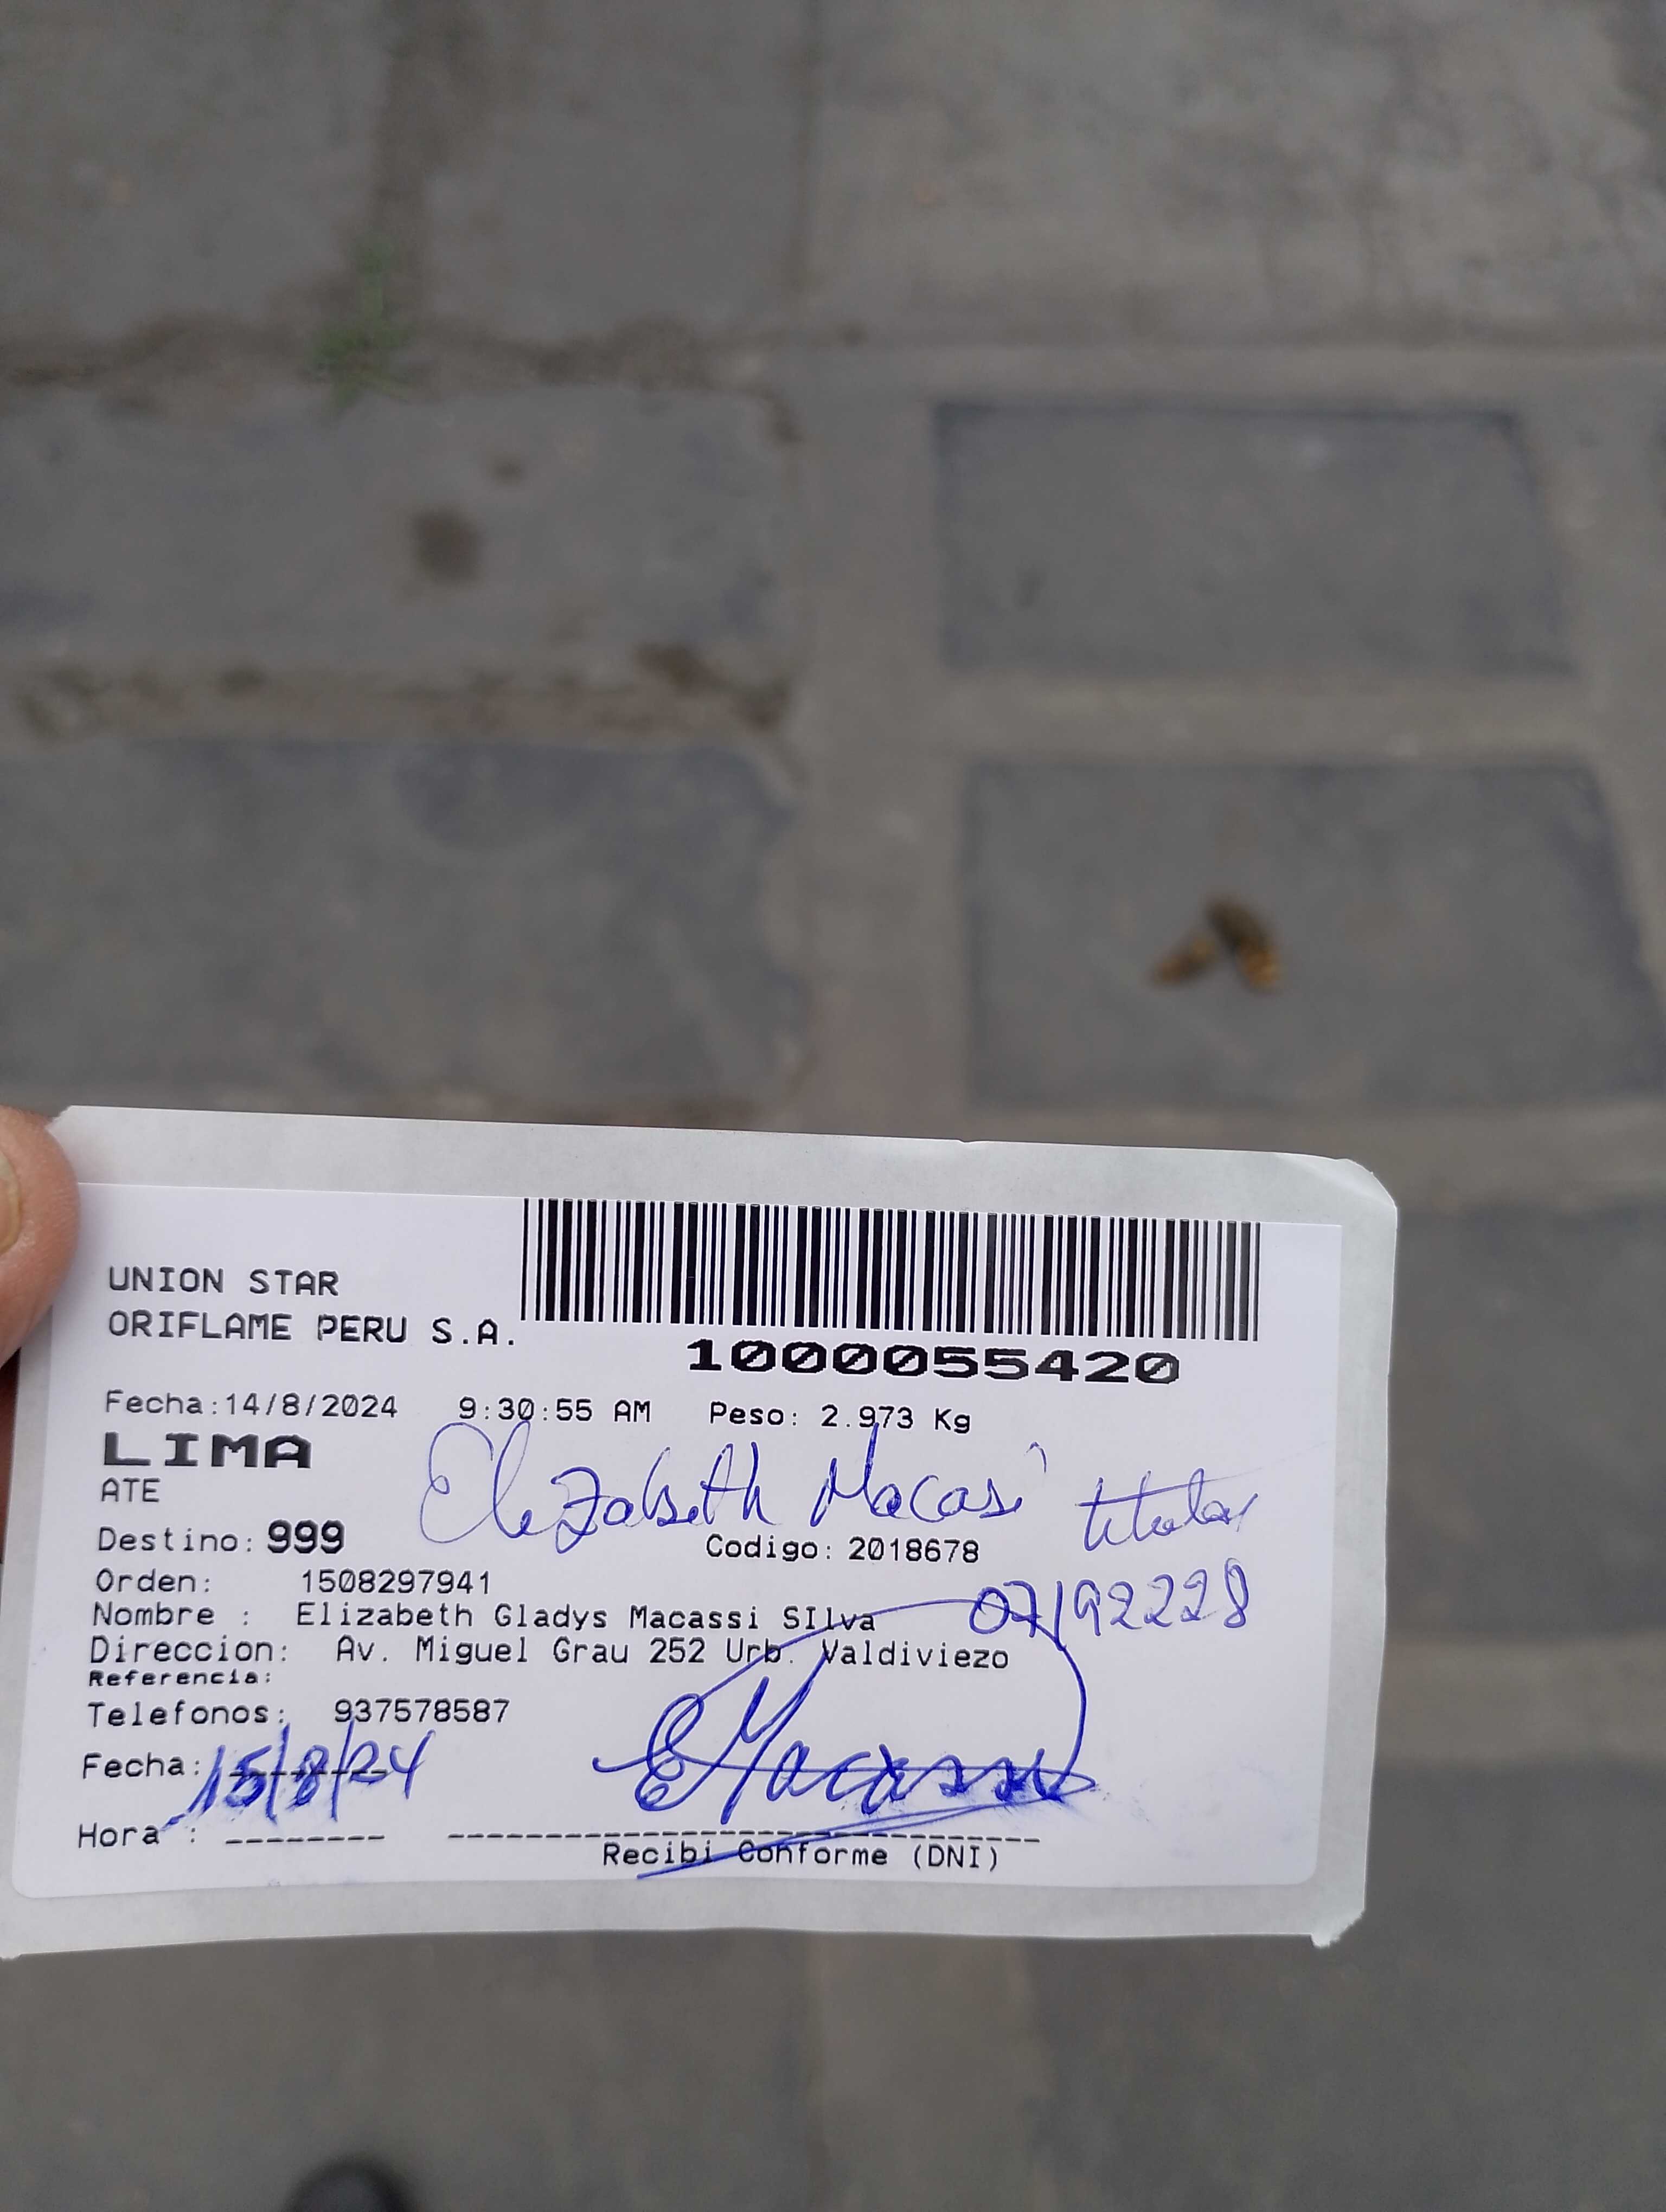 UNION STAR
ORIFLAME PERU S.A.
1000055420
Fecha:14/8/2024 9:30:55 AM Peso: 2.973 Kg
LIMA
ATE
Elizabeth Macasi titular
Destino: 999 Codigo: 2018678
Orden: 1508297941
07192228
Nombre : Elizabeth Gladys Macassi SIlva
Direccion: Av. Miguel Grau 252 Urb. Valdiviezo
Referencia:
Telefonos: 937578587
Fecha: 15/8/24
EMacassi
Hora :
Recibi Conforme (DNI)